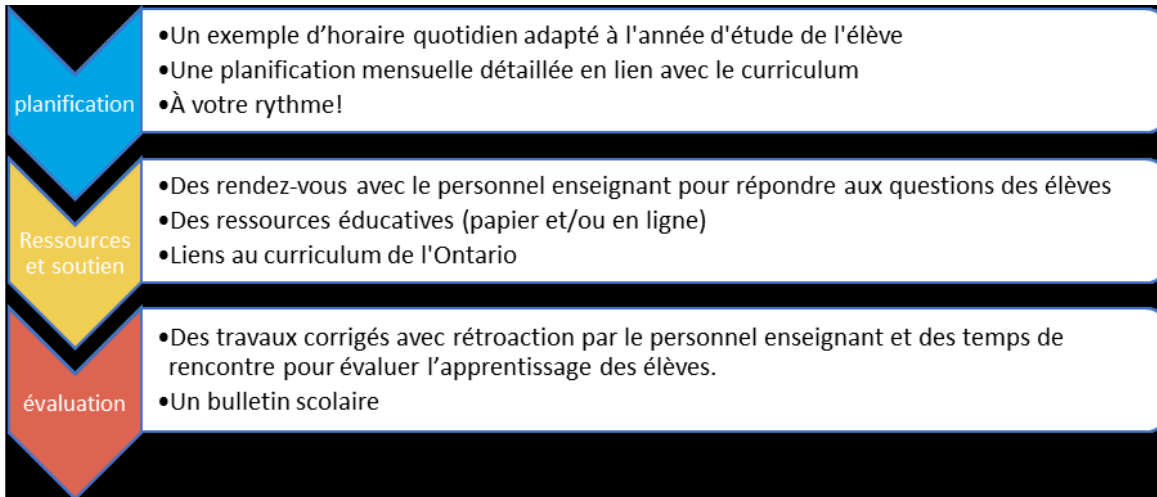 planification
•Un exemple d’horaire quotidien adapté à l'année d'étude de l'élève
•Une planification mensuelle détaillée en lien avec le curriculum
•À votre rythme!
Ressources
et soutien
•Des rendez-vous avec le personnel enseignant pour répondre aux questions des élèves
•Des ressources éducatives (papier et/ou en ligne)
•Liens au curriculum de l'Ontario
évaluation
•Des travaux corrigés avec rétroaction par le personnel enseignant et des temps de
rencontre pour évaluer l’apprentissage des élèves.
•Un bulletin scolaire